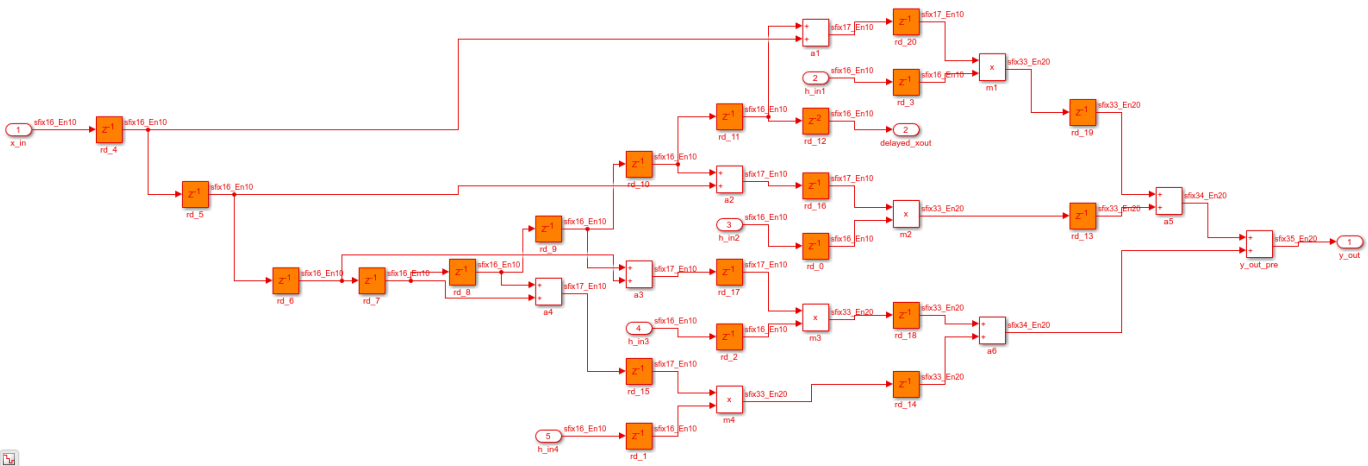 sfix17_En10
z-1
rd_20
+
+
a1
sfix17_En10
sfix33_En20
x
m1
2
h_in1
sfix16_En10
z-1
rd_3
sfix16_En10
1
x_in
sfix16_En10
z-1
rd_4
sfix16_En10
z-1
rd_11
sfix16_En10
z-2
rd_12
sfix16_En10
2
delayed_xout
z-1
rd_19
sfix33_En20
z-1
rd_10
sfix16_En10
z-1
rd_5
sfix16_En10
+
+
a2
sfix17_En10
z-1
rd_16
sfix17_En10
x
m2
sfix33_En20
3
h_in2
sfix16_En10
z-1
rd_0
sfix16_En10
z-1
rd_13
sfix33_En20
+
+
a5
sfix34_En20
+
+
y_out_pre
sfix35_En20
1
y_out
z-1
rd_9
sfix16_En10
z-1
rd_6
sfix16_En10
z-1
rd_7
sfix16_En10
z-1
rd_8
sfix16_En10
+
+
a4
sfix17_En10
+
+
a3
sfix17_En10
z-1
rd_17
sfix17_En10
x
m3
sfix33_En20
z-1
rd_18
sfix33_En20
4
h_in3
sfix16_En10
z-1
rd_2
sfix16_En10
+
+
a6
sfix34_En20
z-1
rd_15
sfix17_En10
x
m4
sfix33_En20
z-1
rd_14
sfix33_En20
5
h_in4
sfix16_En10
z-1
rd_1
sfix16_En10